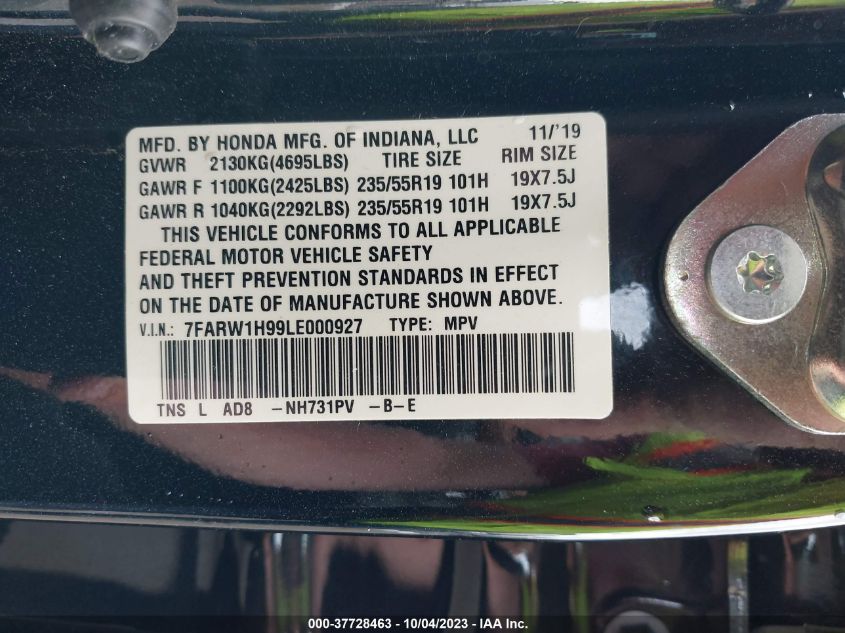 MFD. BY HONDA MFG. OF INDIANA, LLC 11/'19
GVWR 2130KG(4695LBS) TIRE SIZE RIM SIZE
GAWR F 1100KG(2425LBS) 235/55R19 101H 19X7.5J
GAWR R 1040KG(2292LBS) 235/55R19 101H 19X7.5J
THIS VEHICLE CONFORMS TO ALL APPLICABLE
FEDERAL MOTOR VEHICLE SAFETY
AND THEFT PREVENTION STANDARDS IN EFFECT
ON THE DATE OF MANUFACTURE SHOWN ABOVE.
V.I.N.: 7FARW1H99LE000927 TYPE: MPV
TNS L AD8 -NH731PV -B-E
000-37728463 - 10/04/2023 - IAA Inc.